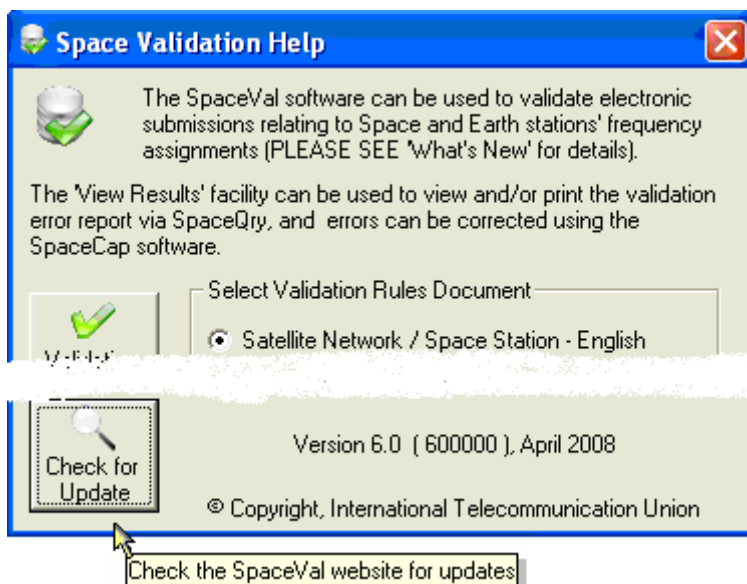 Space Validation Help
The SpaceVal software can be used to validate electronic
submissions relating to Space and Earth stations' frequency
assignments (PLEASE SEE 'What's New' for details).
The 'View Results' facility can be used to view and/or print the validation
error report via SpaceQry, and errors can be corrected using the
SpaceCap software.
Select Validation Rules Document
Satellite Network / Space Station - English
Version 6.0 ( 600000 ), April 2008
Check for
Update
© Copyright, International Telecommunication Union
Check the SpaceVal website for updates